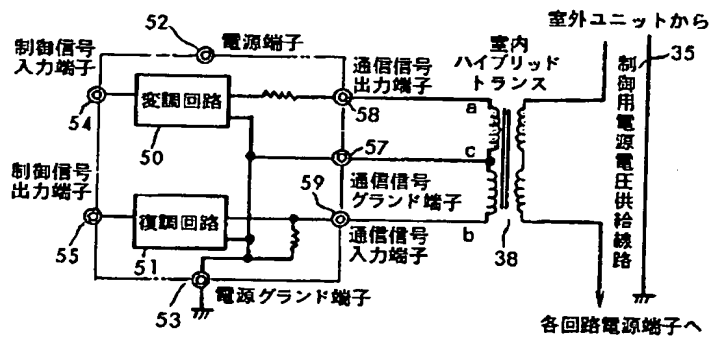 52
電源端子
制御信号
入力端子
54
変調回路
50
通信信号
出力端子
58
57
通信信号
グランド端子
制御信号
出力端子
55
復調回路
51
59
通信信号
入力端子
53
電源グランド端子
室内
ハイブリッド
トランス
a
c
b
38
室外ユニットから
35
制御用電源電圧供給線路
各回路電源端子へ